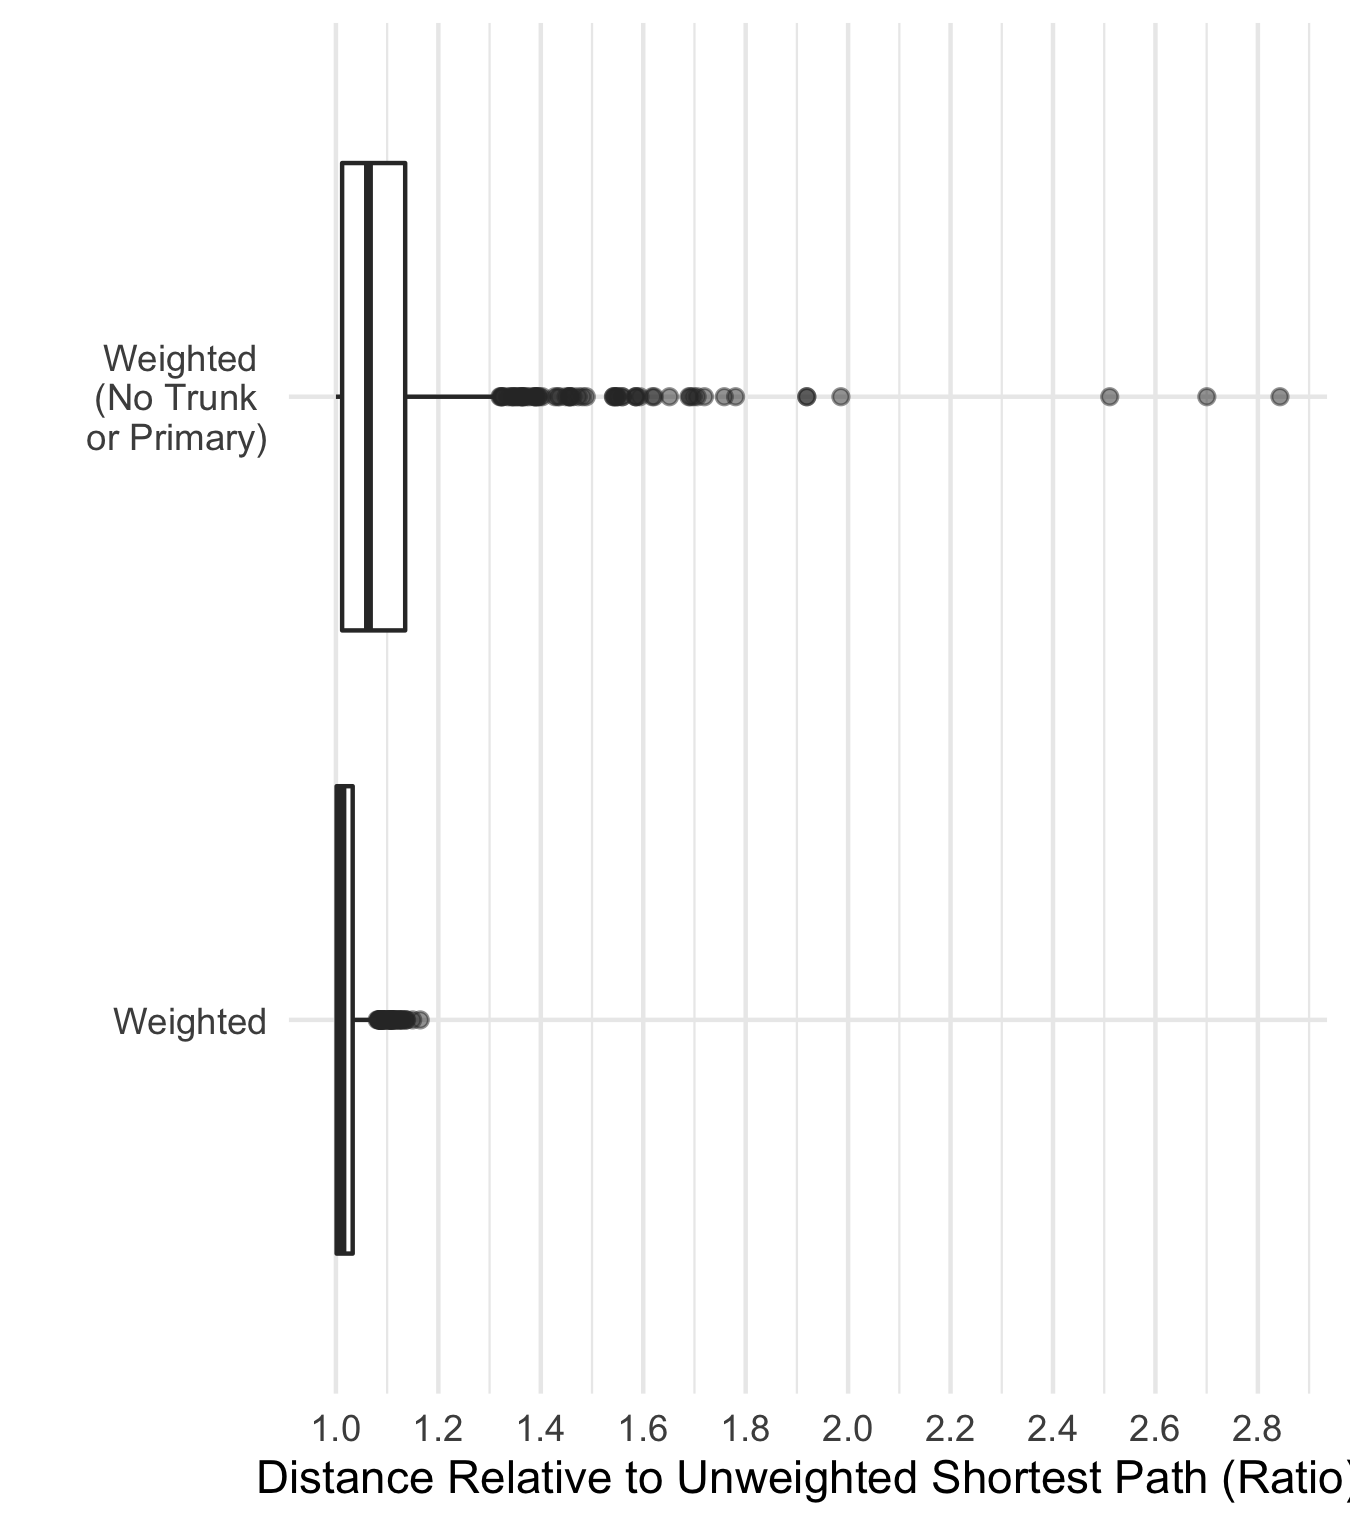 Weighted
(No Trunk
or Primary)
Weighted
1.0 1.2 1.4 1.6 1.8 2.0 2.2 2.4 2.6 2.8
Distance Relative to Unweighted Shortest Path (Ratio)